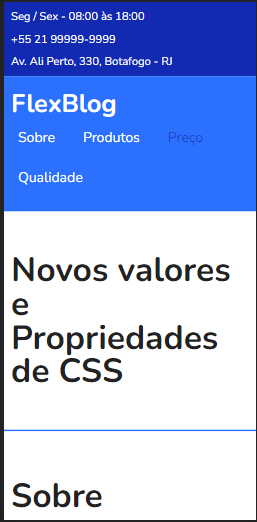 Seg / Sex - 08:00 às 18:00
+55 21 99999-9999
Av. Ali Perto, 330, Botafogo - RJ
FlexBlog
Sobre Produtos Preço
Qualidade
Novos valores
e
Propriedades
de CSS
Sobre